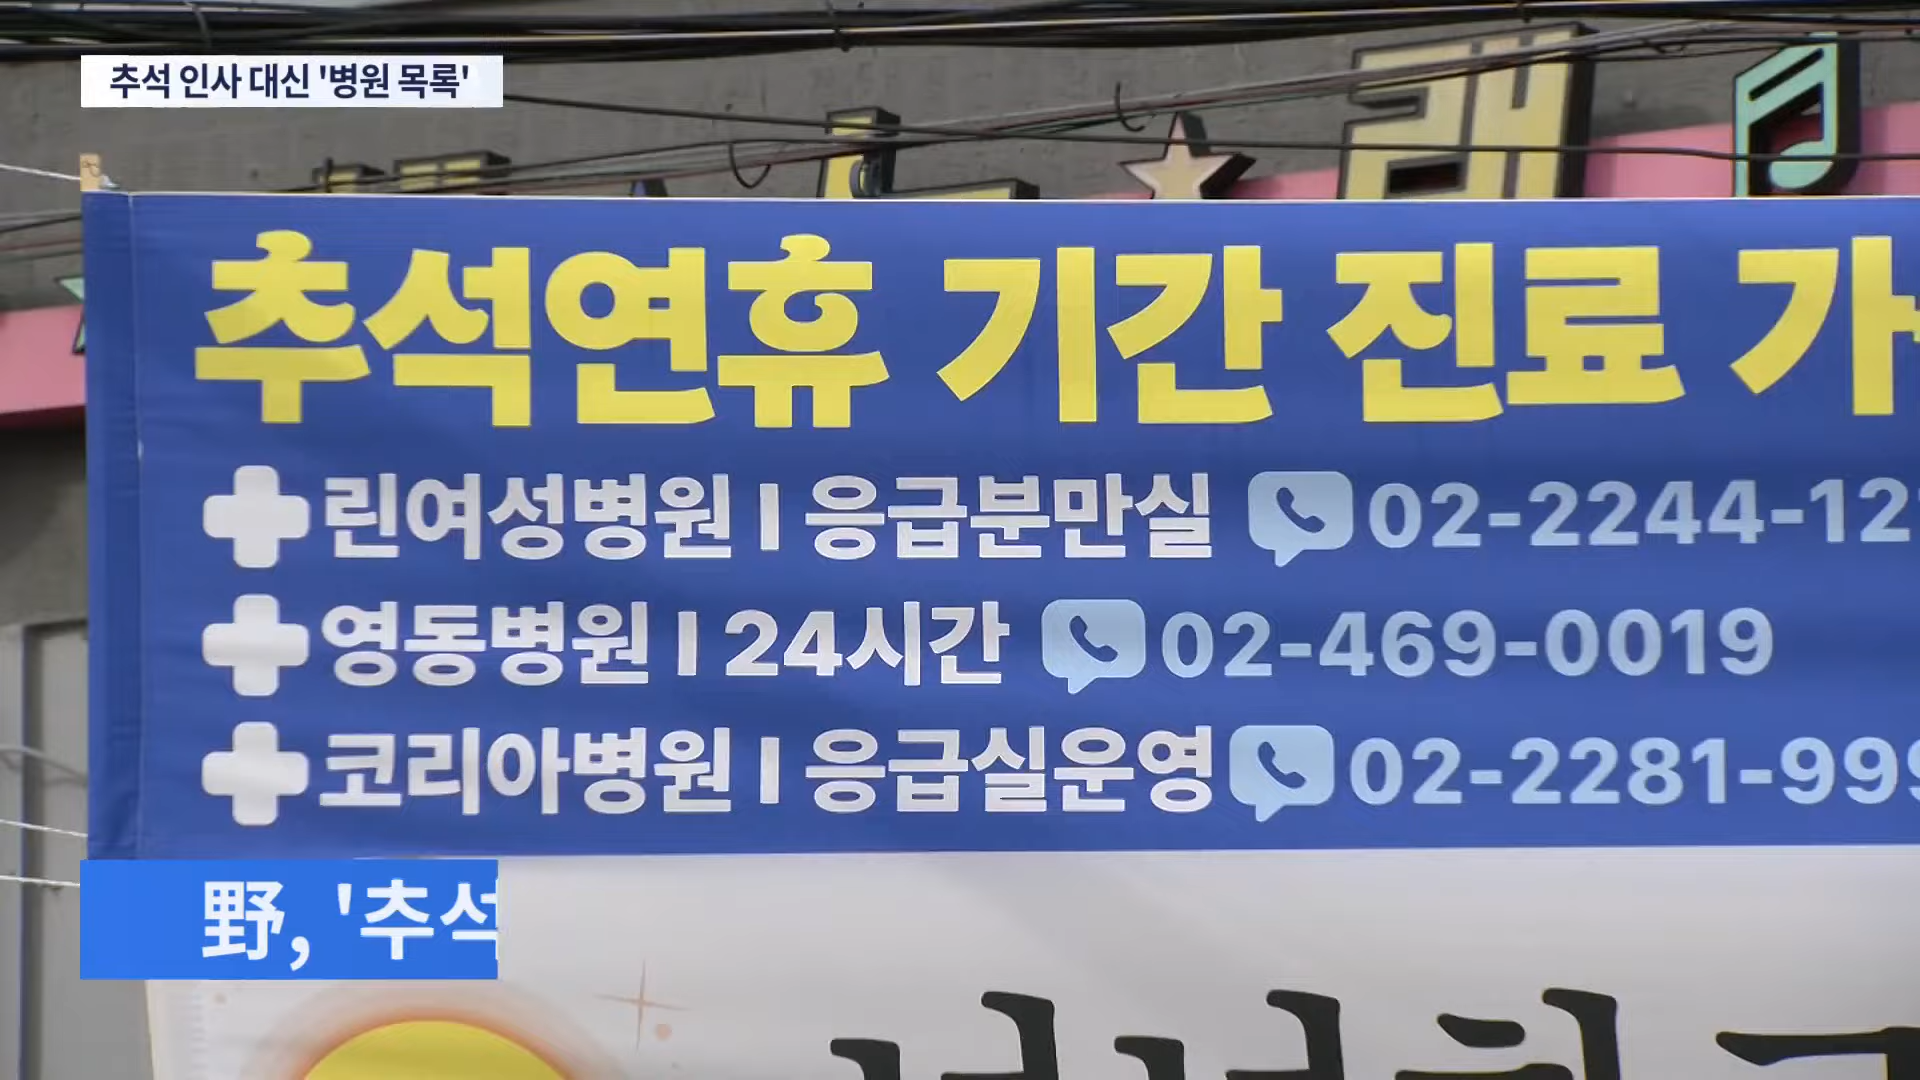 추석 인사 대신 '병원 목록'
래
추석연휴 기간 진료 가
린여성병원 | 응급분만실 02-2244-12
영동병원 | 24시간 02-469-0019
코리아병원 | 응급실운영 02-2281-999
野, '추석